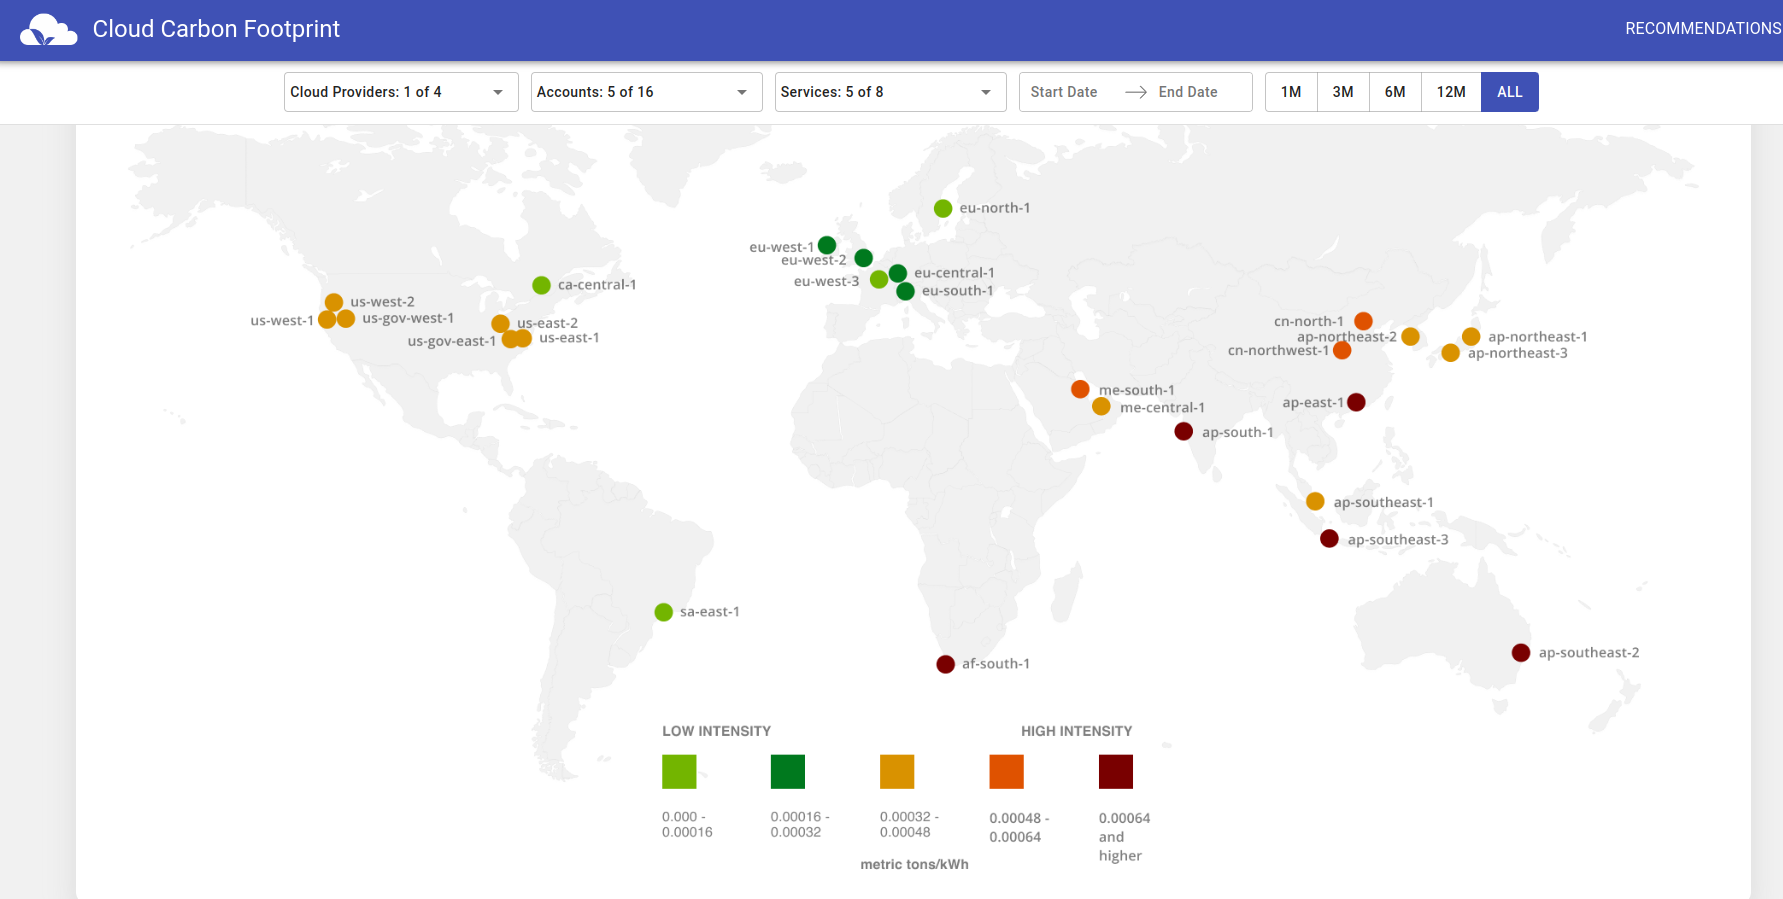 Cloud Carbon Footprint
RECOMMENDATIONS
Cloud Providers: 1 of 4
Accounts: 5 of 16
Services: 5 of 8
Start Date
End Date
1M
3M
6M
12M
ALL
eu-north-1
eu-west-1
eu-west-2
eu-central-1
eu-west-3
eu-south-1
ca-central-1
us-west-2
us-west-1
us-gov-west-1
us-east-2
us-gov-east-1
us-east-1
cn-north-1
ap-northeast-2
ap-northeast-1
cn-northwest-1
ap-northeast-3
me-south-1
me-central-1
ap-east-1
ap-south-1
ap-southeast-1
ap-southeast-3
sa-east-1
af-south-1
ap-southeast-2
LOW INTENSITY
HIGH INTENSITY
0.000 -
0.00016
0.00016 -
0.00032
0.00032 -
0.00048
0.00048 -
0.00064
0.00064
and
higher
metric tons/kWh